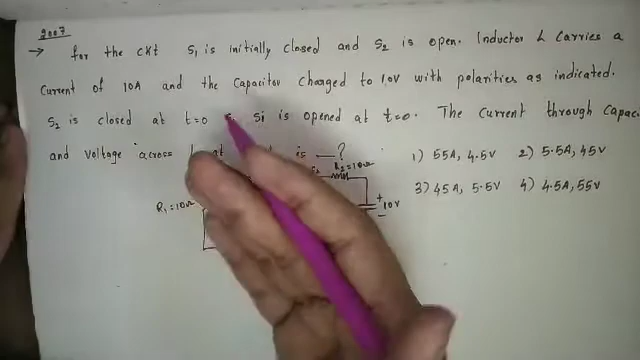 2007
→ for the ckt S₁ is initially closed and S₂ is open. Inductor L carries a
current of 10A and the capacitor charged to 10V with polarities as indicated.
S₂ is closed at t=0 S₁ is opened at t=0. The current through Capac
and voltage across L at is — ?
1) 55A, 4.5V 2) 5.5A, 45V
3) 45A, 5.5V 4) 4.5A, 55V
R₂=10Ω
R₁=10Ω
+
10V
−